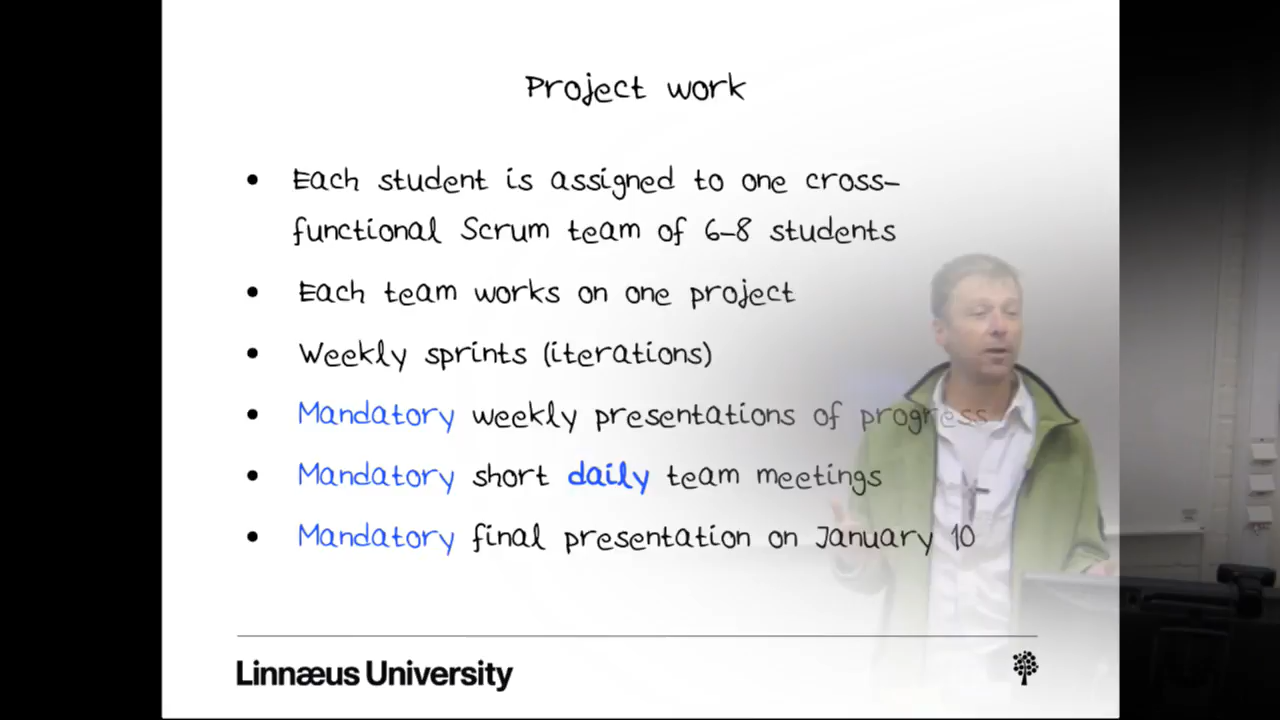 Project work
• Each student is assigned to one cross-
functional Scrum team of 6-8 students
• Each team works on one project
• Weekly sprints (iterations)
• Mandatory weekly presentations of progress
• Mandatory short daily team meetings
• Mandatory final presentation on January 10
Linnæus University